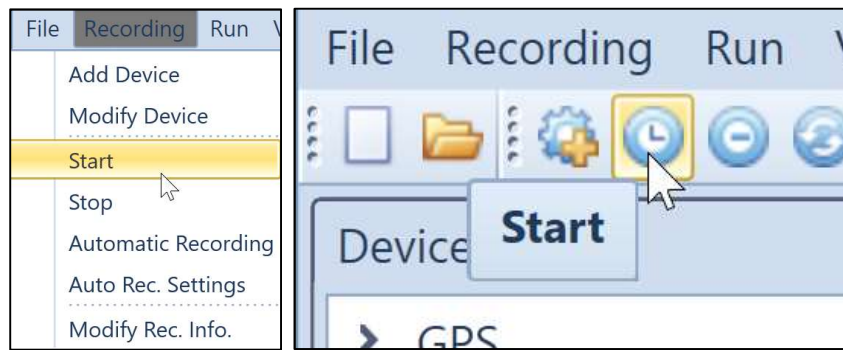 File Recording Run
Add Device
Modify Device
Start
Stop
Automatic Recording
Auto Rec. Settings
Modify Rec. Info.
File Recording Run
Start
Device
GPS